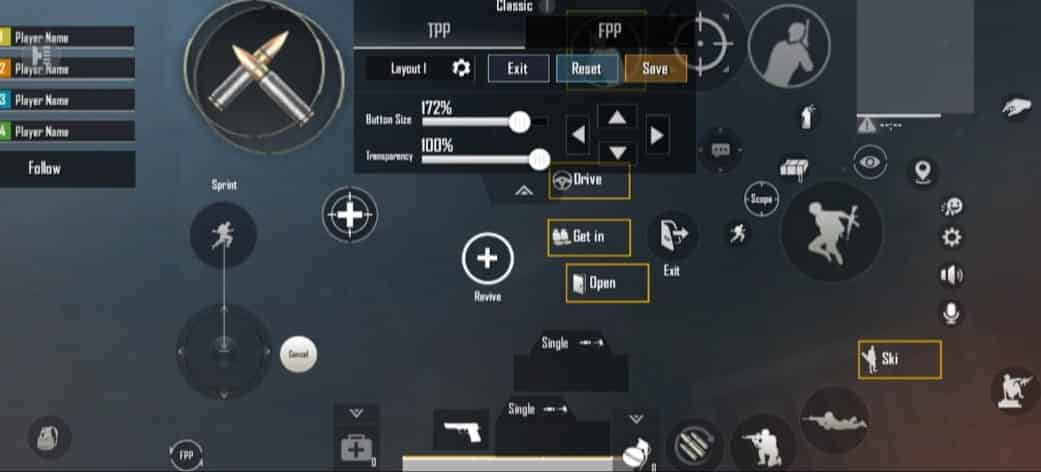 Classic
TPP
FPP
1 Player Name
2 Player Name
3 Player Name
4 Player Name
Follow
Layout 1
Exit
Reset
Save
Button Size
172%
Transparency
100%
Sprint
Drive
Scope
Get in
Exit
Open
Revive
Cancel
Single
Ski
Single
FPP
0
0